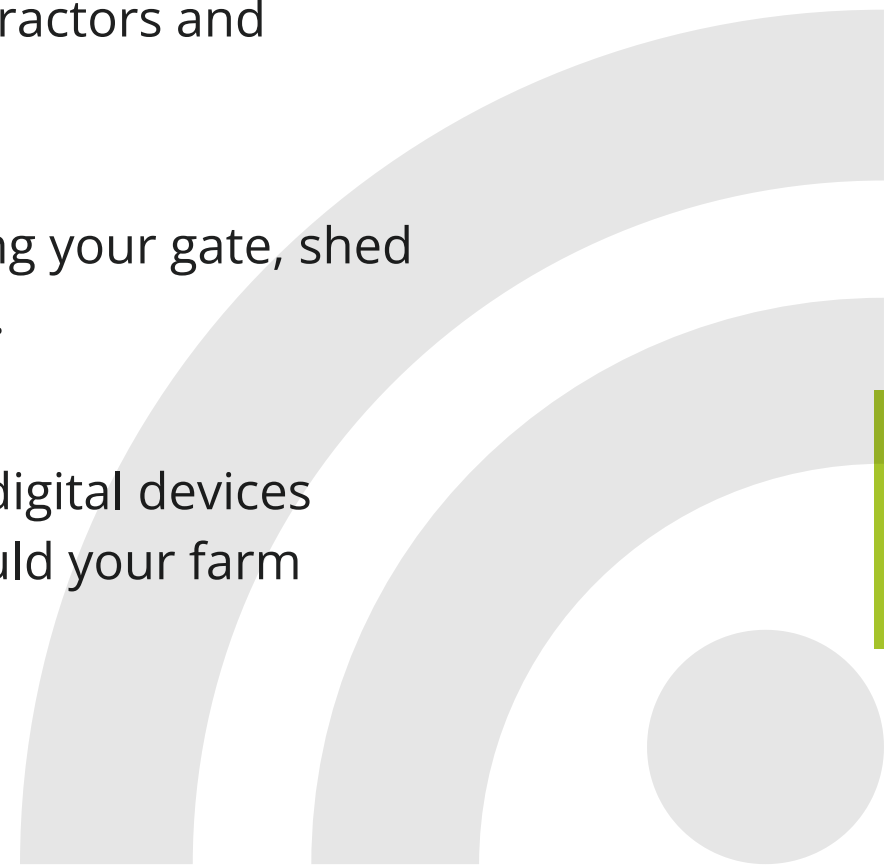 ractors and
ng your gate, shed
.
digital devices
uld your farm